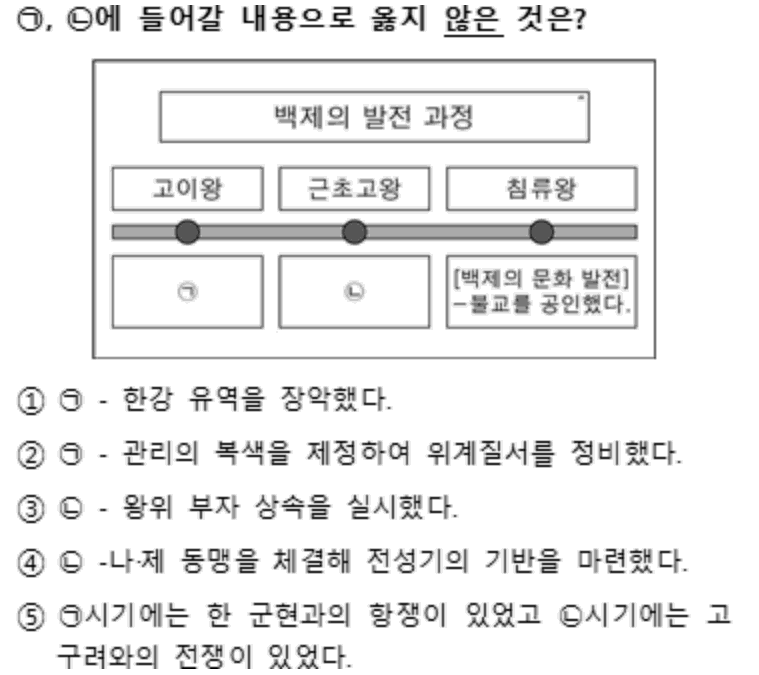 ㉠, ㉡에 들어갈 내용으로 옳지 않은 것은?
백제의 발전 과정
고이왕 근초고왕 침류왕
㉠ ㉡ [백제의 문화 발전]
-불교를 공인했다.
① ㉠ - 한강 유역을 장악했다.
② ㉠ - 관리의 복색을 제정하여 위계질서를 정비했다.
③ ㉡ - 왕위 부자 상속을 실시했다.
④ ㉡ -나·제 동맹을 체결해 전성기의 기반을 마련했다.
⑤ ㉠시기에는 한 군현과의 항쟁이 있었고 ㉡시기에는 고
구려와의 전쟁이 있었다.